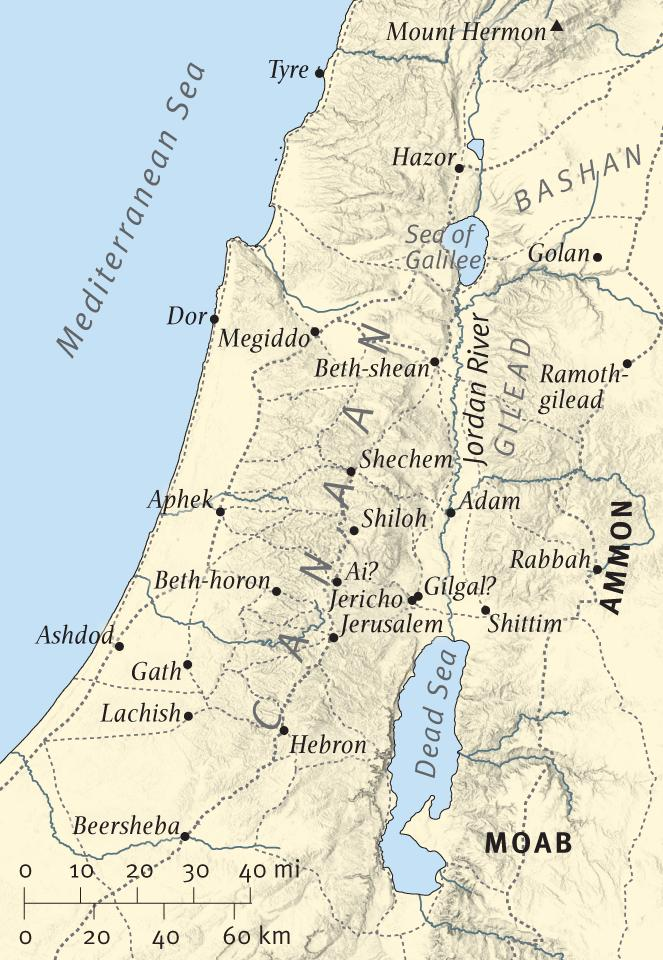 Mount Hermon
Tyre
Mediterranean Sea
Hazor
BASHAN
Sea of
Galilee
Golan
Dor
Megiddo
Beth-shean
Jordan River
GILEAD
Ramoth-
gilead
CANAAN
Shechem
Aphek
Adam
Shiloh
AMMON
Rabbah
Ai?
Beth-horon
Gilgal?
Jericho
Jerusalem
Shittim
Ashdod
Gath
Dead Sea
Lachish
Hebron
Beersheba
MOAB
0 10 20 30 40 mi
0 20 40 60 km